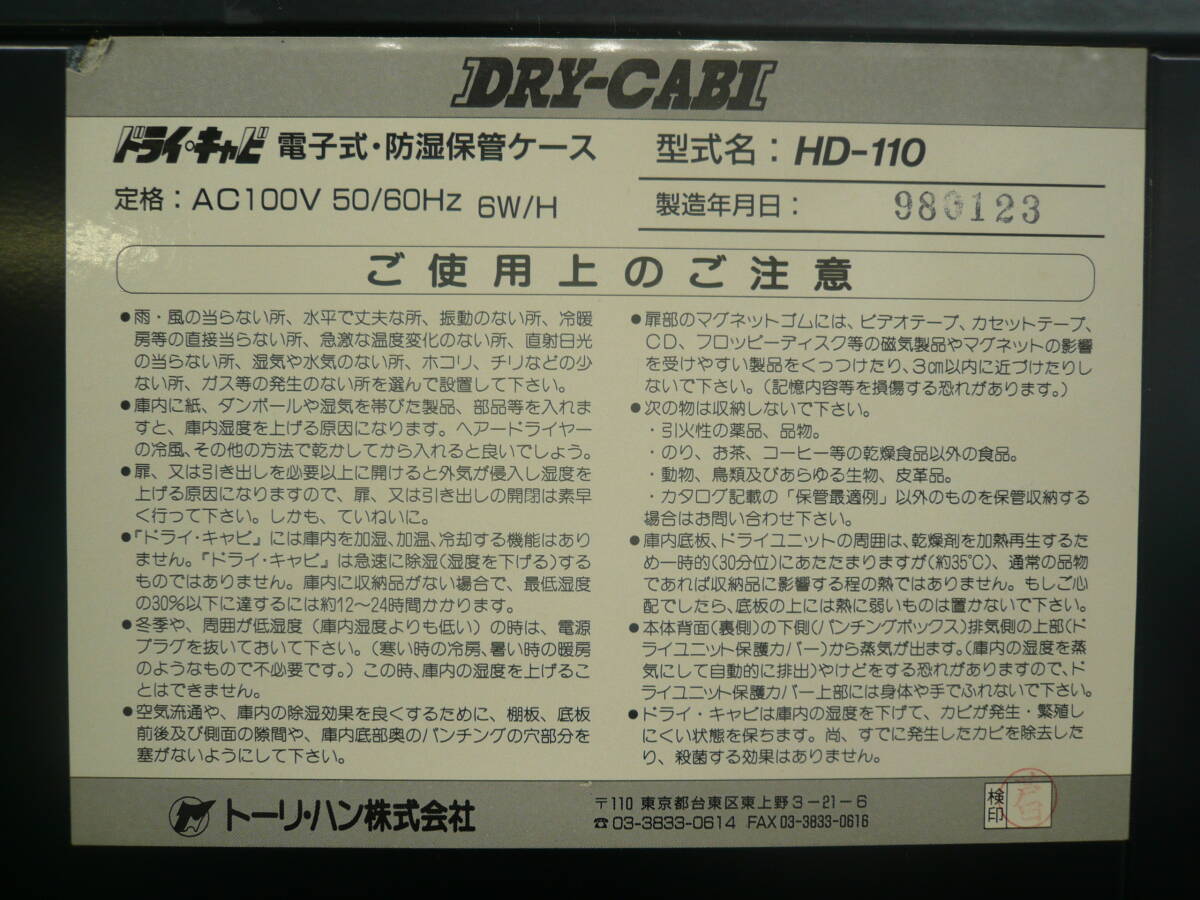 DRY-CABI
ドライ・キャビ 電子式・防湿保管ケース
定格：AC100V 50/60Hz 6W/H
型式名：HD-110
製造年月日： 980123
ご使用上のご注意
●雨・風の当らない所、水平で丈夫な所、振動のない所、冷暖
房等の直接当らない所、急激な温度変化のない所、直射日光
の当らない所、湿気や水気のない所、ホコリ、チリなどの少
ない所、ガス等の発生のない所を選んで設置して下さい。
●庫内に紙、ダンボールや湿気を帯びた製品、部品等を入れま
すと、庫内湿度を上げる原因になります。ヘアードライヤー
の冷風、その他の方法で乾かしてから入れると良いでしょう。
●扉、又は引き出しを必要以上に開けると外気が侵入し湿度を
上げる原因になりますので、扉、又は引き出しの開閉は素早
く行って下さい。しかも、ていねいに。
●『ドライ・キャビ』には庫内を加湿、加温、冷却する機能はあり
ません。『ドライ・キャビ』は急速に除湿(湿度を下げる)する
ものではありません。庫内に収納品がない場合で、最低湿度
の30%以下に達するには約12〜24時間かかります。
●冬季や、周囲が低湿度（庫内湿度よりも低い）の時は、電源
プラグを抜いておいて下さい。（寒い時の冷房、暑い時の暖房
のようなもので不必要です。）この時、庫内の湿度を上げるこ
とはできません。
●空気流通や、庫内の除湿効果を良くするために、棚板、底板
前後及び側面の隙間や、庫内底部奥のパンチングの穴部分を
塞がないようにして下さい。
●扉部のマグネットゴムには、ビデオテープ、カセットテープ、
CD、フロッピーディスク等の磁気製品やマグネットの影響
を受けやすい製品をくっつけたり、3cm以内に近づけたりし
ないで下さい。（記憶内容等を損傷する恐れがあります。）
●次の物は収納しないで下さい。
・引火性の薬品、品物。
・のり、お茶、コーヒー等の乾燥食品以外の食品。
・動物、鳥類及びあらゆる生物、皮革品。
・カタログ記載の「保管最適例」以外のものを保管収納する
場合はお問い合わせ下さい。
●庫内底板、ドライユニットの周囲は、乾燥剤を加熱再生するた
め一時的(30分位)にあたたまりますが(約35℃)、通常の品物
であれば収納品に影響する程の熱ではありません。もしご心
配でしたら、底板の上には熱に弱いものは置かないで下さい。
●本体背面(裏側)の下側(パンチングボックス)排気側の上部(ド
ライユニット保護カバー)から蒸気が出ます。(庫内の湿度を蒸
気にして自動的に排出)やけどをする恐れがありますので、ド
ライユニット保護カバー上部には身体や手でふれないで下さい。
●ドライ・キャビは庫内の湿度を下げて、カビが発生・繁殖し
にくい状態を保ちます。尚、すでに発生したカビを除去した
り、殺菌する効果はありません。
トーリ・ハン株式会社
〒110 東京都台東区東上野3-21-6
☎03-3833-0614 FAX 03-3833-0616
検印